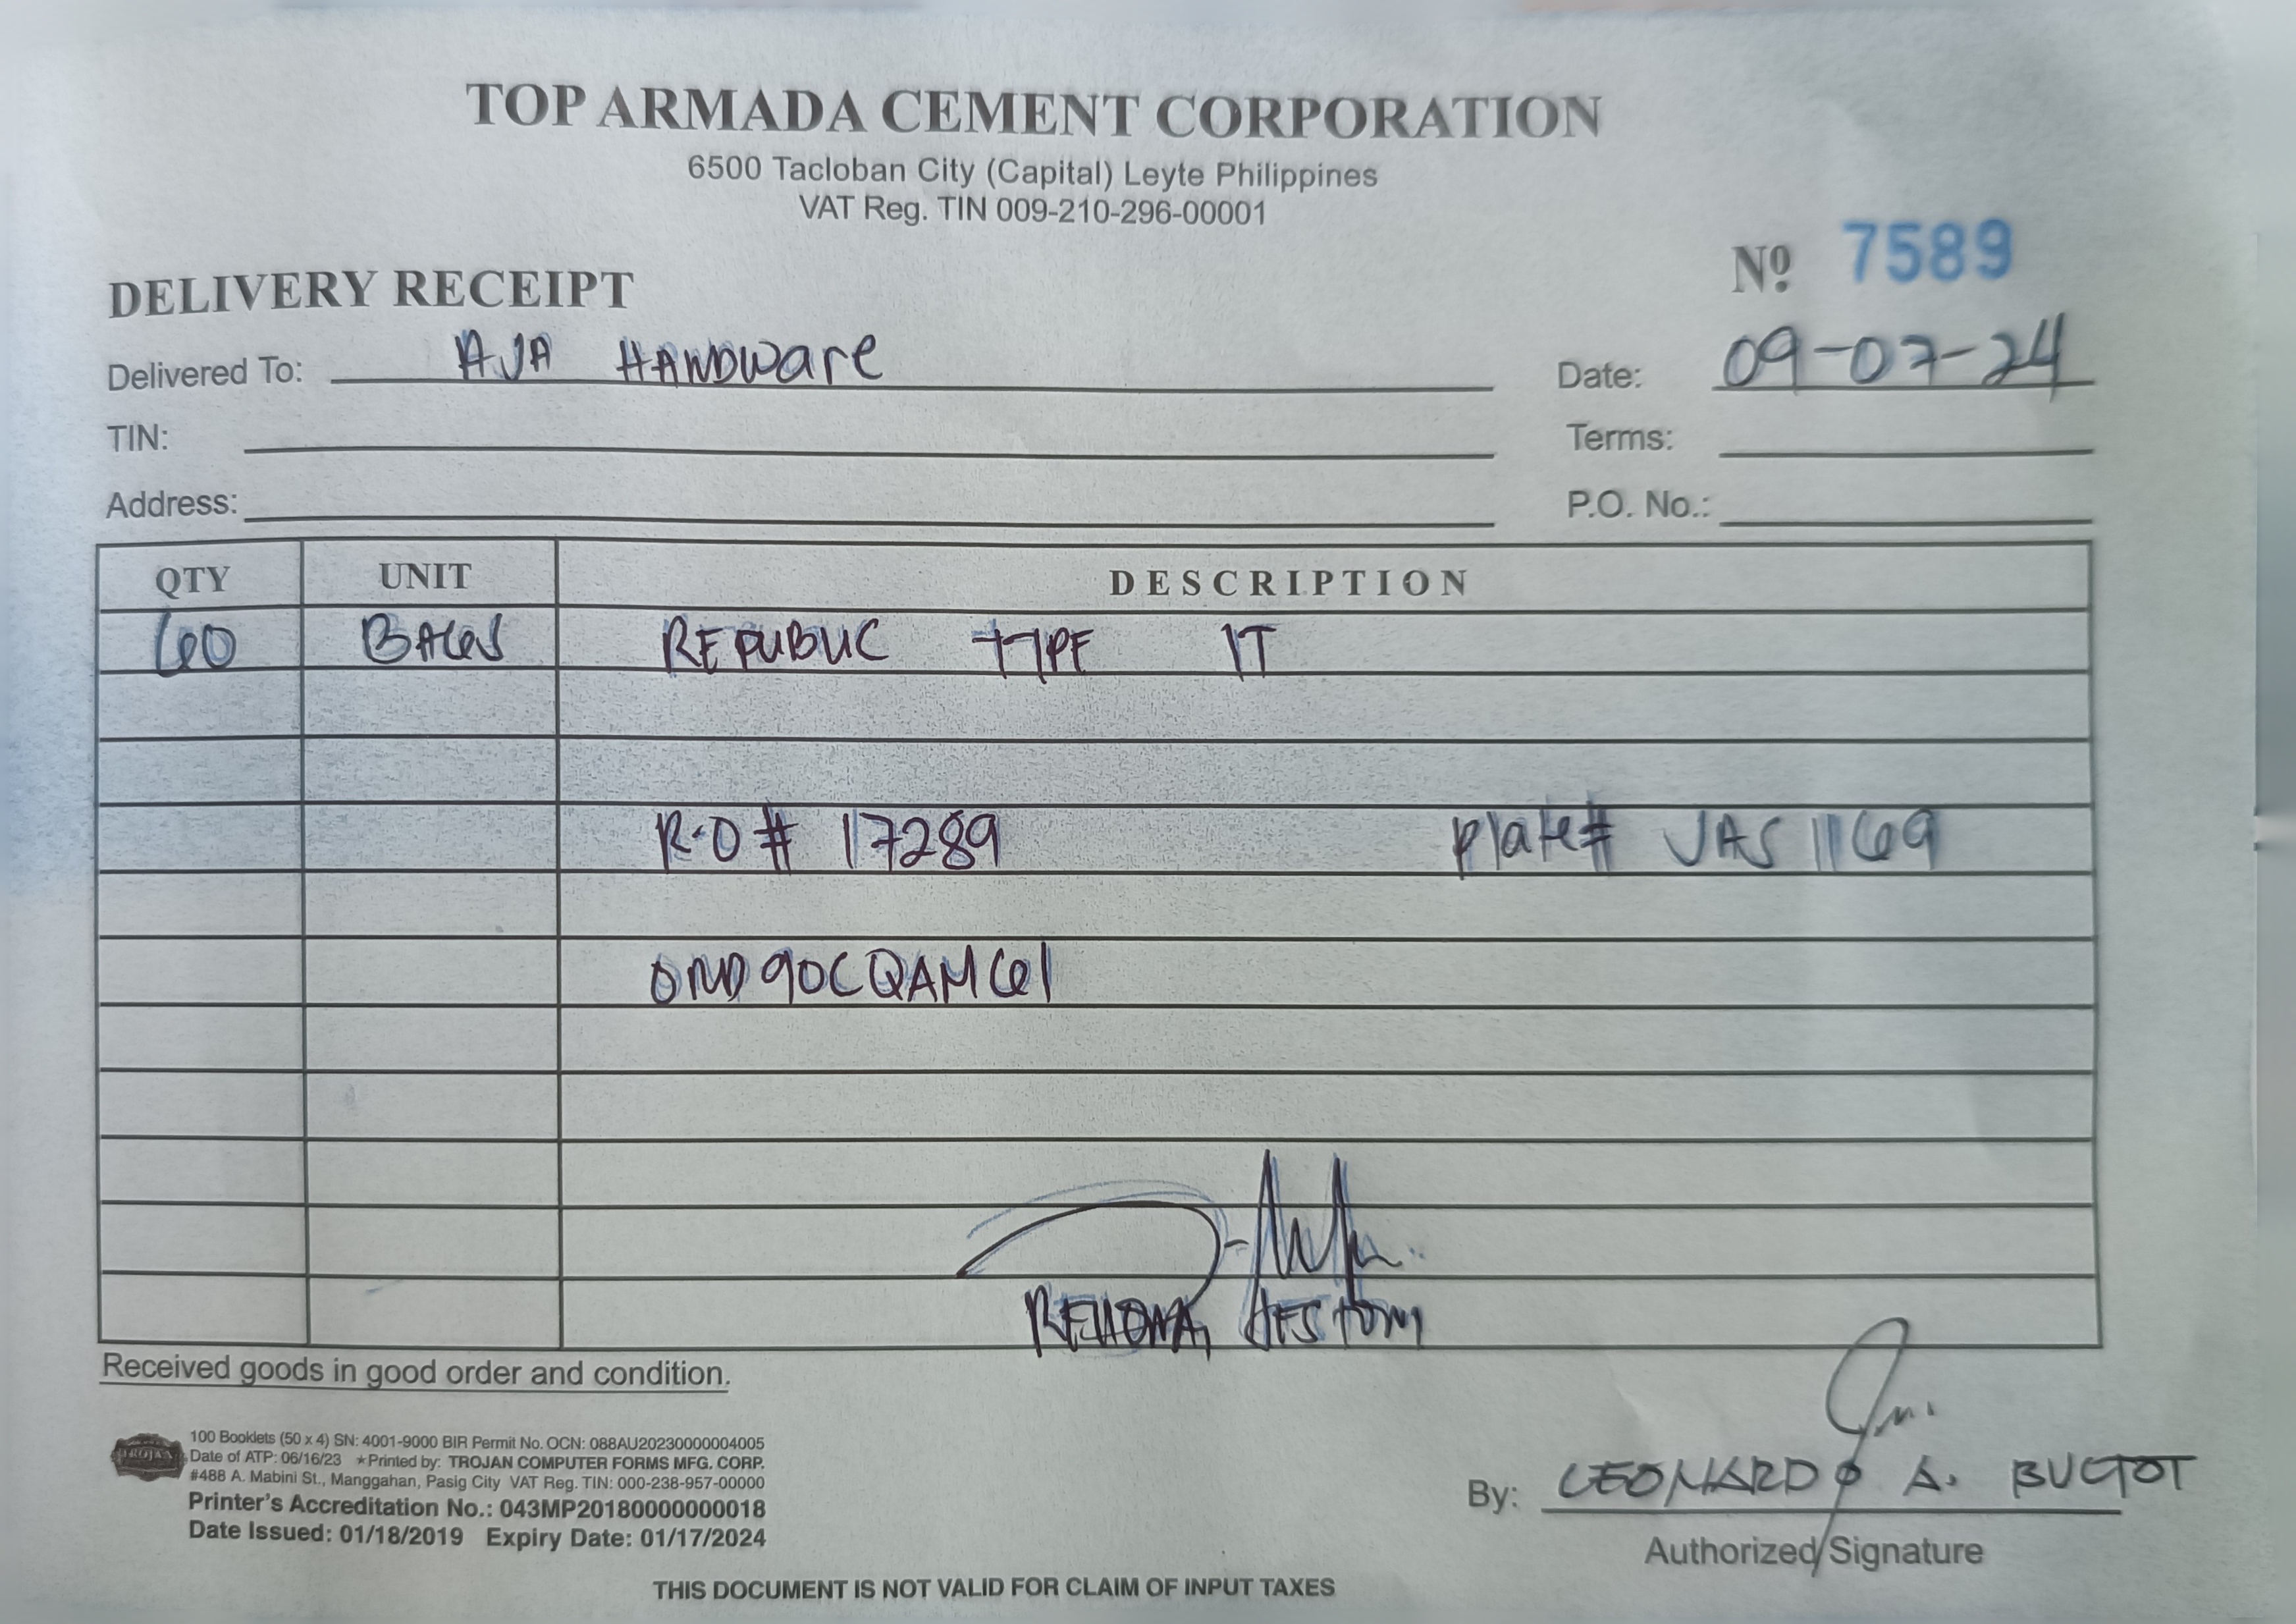 TOP ARMADA CEMENT CORPORATION
6500 Tacloban City (Capital) Leyte Philippines
VAT Reg. TIN 009-210-296-00001
DELIVERY RECEIPT
Nº 7589
Delivered To: AJA HANDware
Date: 09-07-24
TIN:
Terms:
Address:
P.O. No.:
QTY UNIT DESCRIPTION
60 BAGS REPUBLIC TYPE 1T
R-O # 17289 plate# JAS 1169
OND90CQAM61
Received goods in good order and condition.
TROJAN
100 Booklets (50 x 4) SN: 4001-9000 BIR Permit No. OCN: 088AU20230000004005
Date of ATP: 06/16/23 ★Printed by: TROJAN COMPUTER FORMS MFG. CORP.
#488 A. Mabini St., Manggahan, Pasig City VAT Reg. TIN: 000-238-957-00000
Printer's Accreditation No.: 043MP20180000000018
Date Issued: 01/18/2019 Expiry Date: 01/17/2024
By: LEONARDO A. BUGTOT
Authorized Signature
THIS DOCUMENT IS NOT VALID FOR CLAIM OF INPUT TAXES